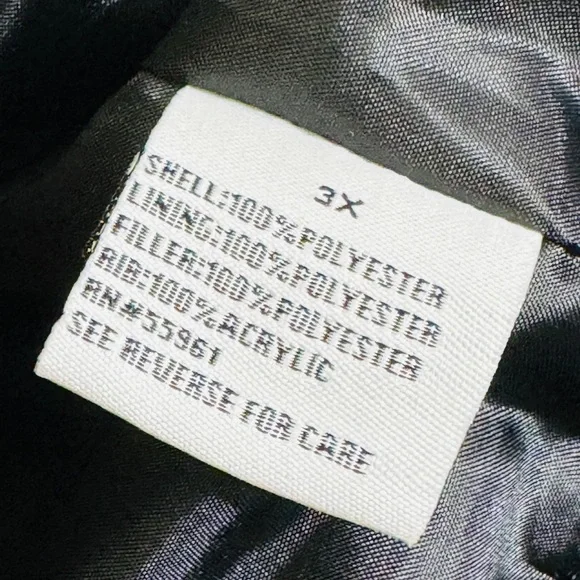 3X
SHELL:100%POLYESTER
LINING:100%POLYESTER
FILLER:100%POLYESTER
RIB:100%ACRYLIC
RN#55961
SEE REVERSE FOR CARE